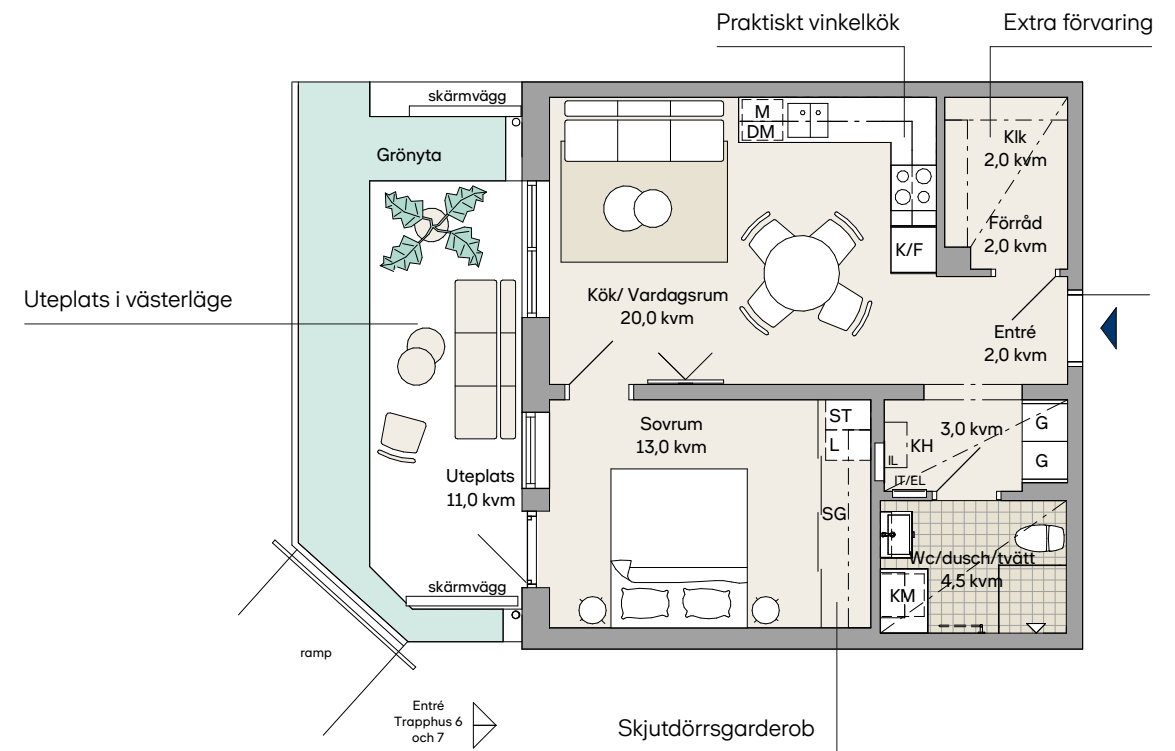 Praktiskt vinkelkök
Extra förvaring
skärmvägg
M
DM
Klk
2,0 kvm
Grönyta
Förråd
2,0 kvm
K/F
Uteplats i västerläge
Kök/ Vardagsrum
20,0 kvm
Entré
2,0 kvm
Sovrum
13,0 kvm
ST
L
3,0 kvm
G
KH
IL
G
IT/EL
Uteplats
11,0 kvm
SG
Wc/dusch/tvätt
4,5 kvm
KM
skärmvägg
ramp
Entré
Trapphus 6
och 7
Skjutdörrsgarderob